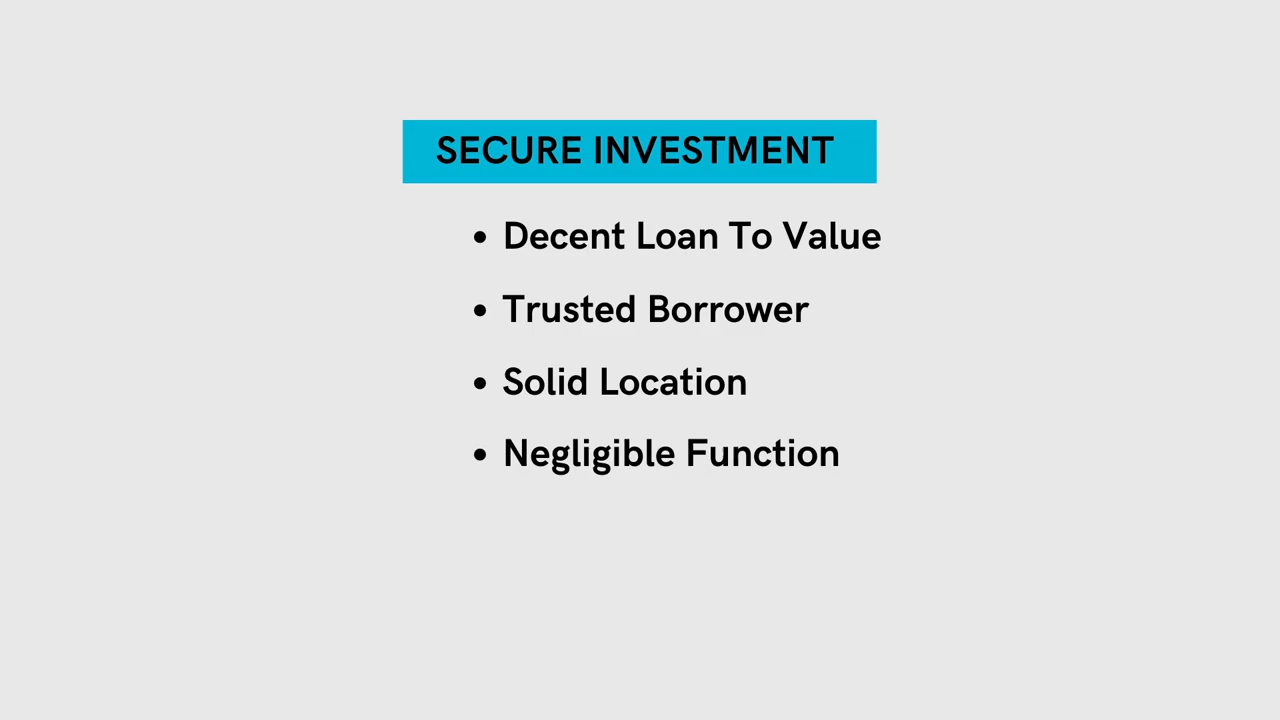 SECURE INVESTMENT
• Decent Loan To Value
• Trusted Borrower
• Solid Location
• Negligible Function